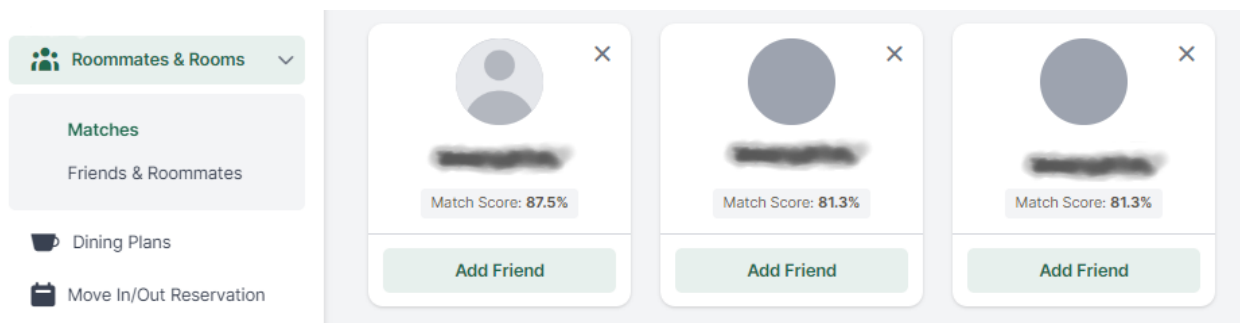 Roommates & Rooms
Matches
Friends & Roommates
Dining Plans
Move In/Out Reservation
Match Score: 87.5%
Add Friend
Match Score: 81.3%
Add Friend
Match Score: 81.3%
Add Friend